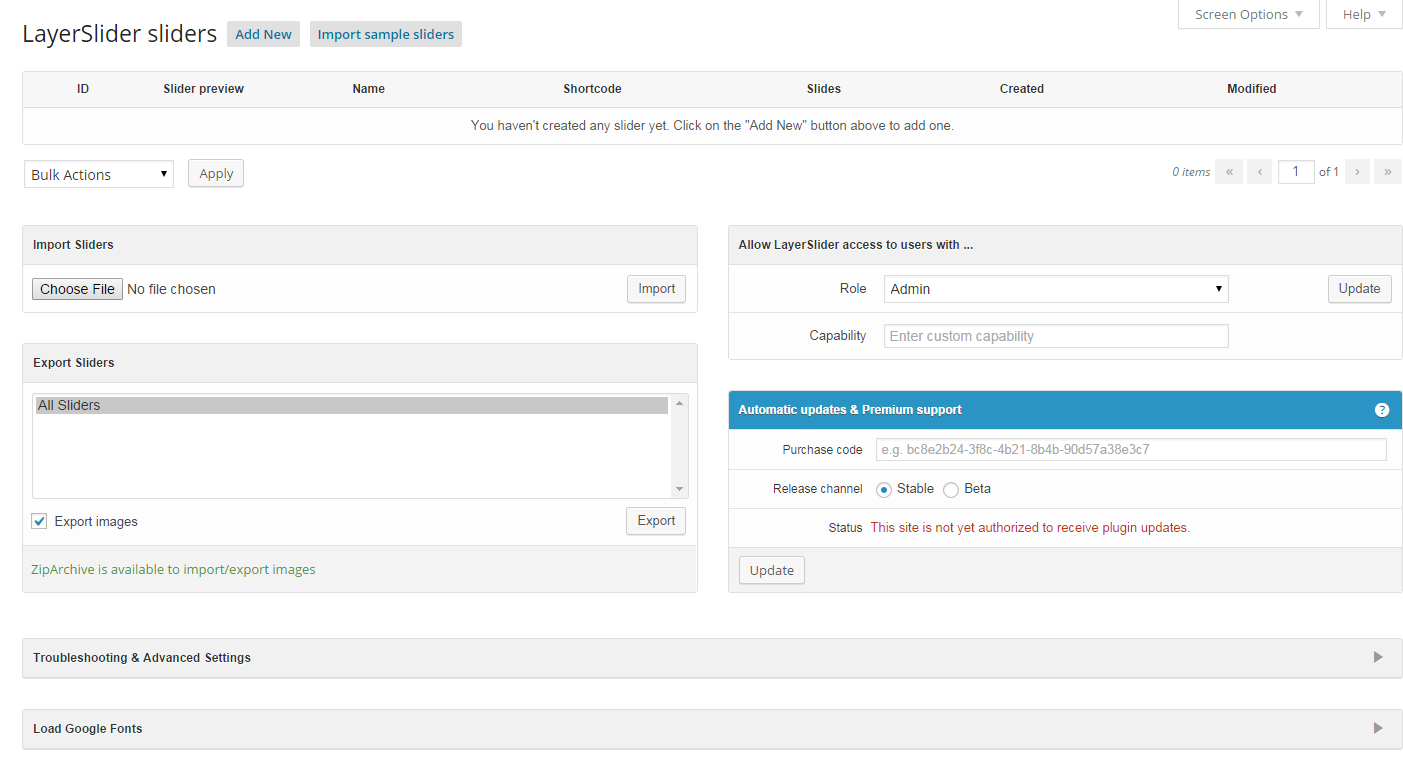 Screen Options
Help
LayerSlider sliders Add New Import sample sliders
ID Slider preview Name Shortcode Slides Created Modified
You haven't created any slider yet. Click on the "Add New" button above to add one.
Bulk Actions Apply
0 items « ‹ 1 of 1 › »
Import Sliders
Choose File No file chosen Import
Export Sliders
All Sliders
Export images Export
ZipArchive is available to import/export images
Allow LayerSlider access to users with ...
Role Admin Update
Capability Enter custom capability
Automatic updates & Premium support ?
Purchase code e.g. bc8e2b24-3f8c-4b21-8b4b-90d57a38e3c7
Release channel Stable Beta
Status This site is not yet authorized to receive plugin updates.
Update
Troubleshooting & Advanced Settings
Load Google Fonts